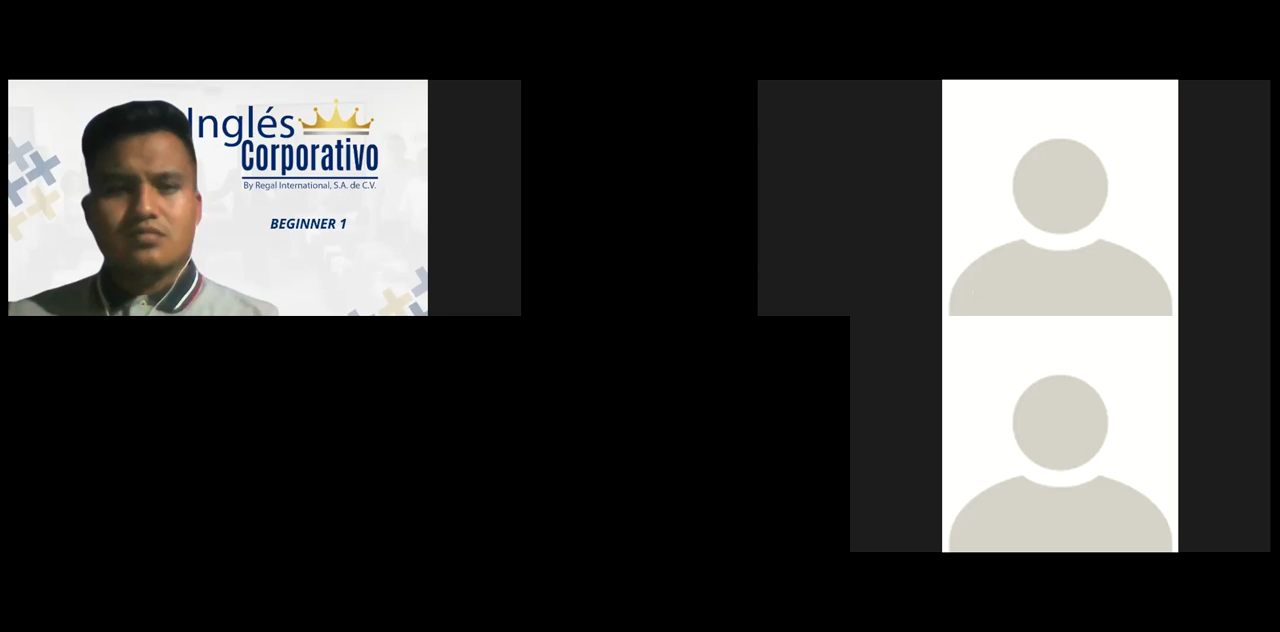 Inglés
Corporativo
By Regal International, S.A. de C.V.
BEGINNER 1